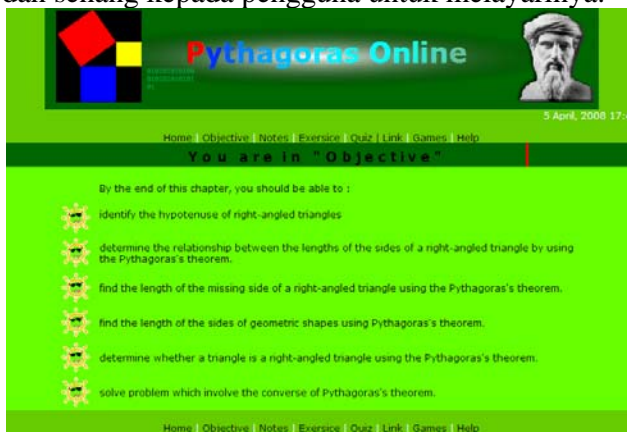 dan senang kepada pengguna untuk melayarinya.
Pythagoras Online
5 April, 2008 17:
Home | Objective | Notes | Exersice | Quiz | Link | Games | Help
You are in "Objective"
By the end of this chapter, you should be able to :
identify the hypotenuse of right-angled triangles
determine the relationship between the lengths of the sides of a right-angled triangle by using
the Pythagoras's theorem.
find the length of the missing side of a right-angled triangle using the Pythagoras's theorem.
find the length of the sides of geometric shapes using Pythagoras's theorem.
determine whether a triangle is a right-angled triangle using the Pythagoras's theorem.
solve problem which involve the converse of Pythagoras's theorem.
Home | Objective | Notes | Exersice | Quiz | Link | Games | Help